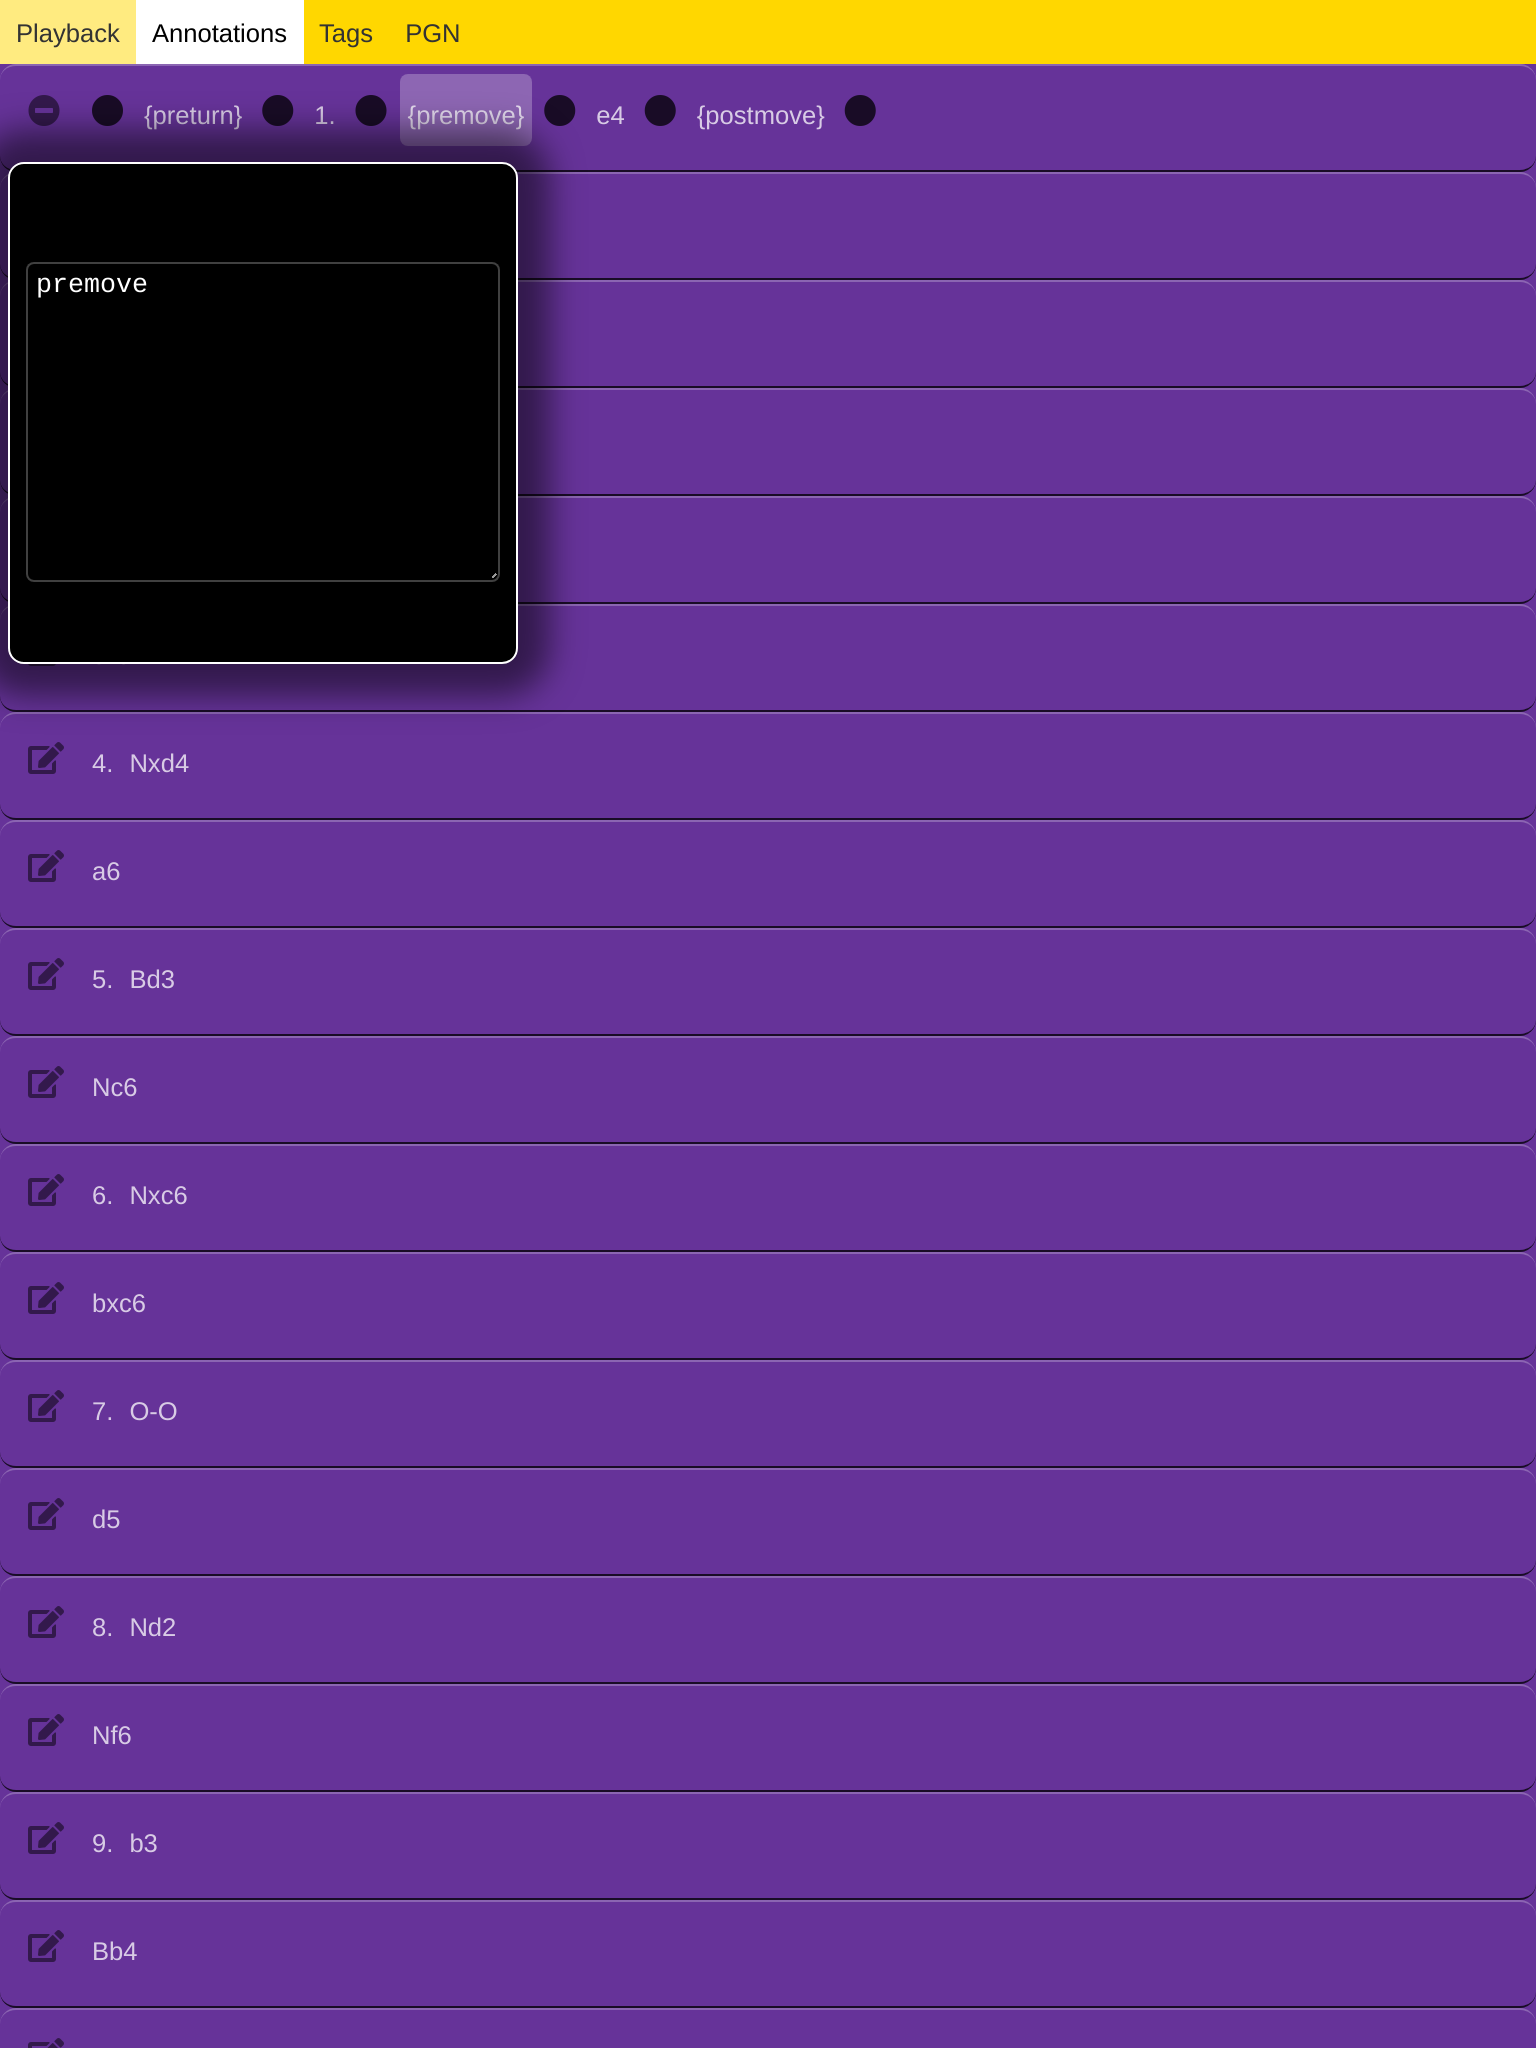 Playback Annotations Tags PGN
{preturn} 1. {premove} e4 {postmove}
premove
4. Nxd4
a6
5. Bd3
Nc6
6. Nxc6
bxc6
7. O-O
d5
8. Nd2
Nf6
9. b3
Bb4